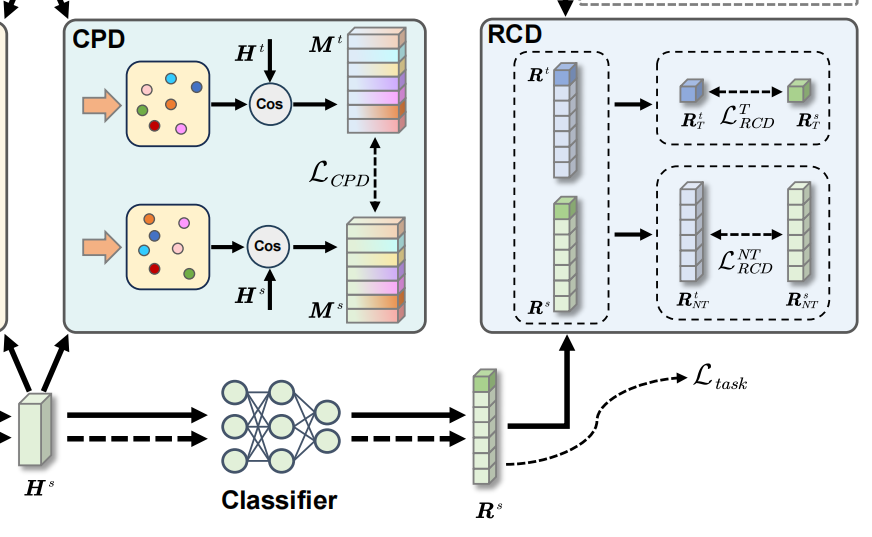 CPD
H^t
M^t
Cos
L_CPD
Cos
H^s
M^s
RCD
R^t
R^t_T
L^T_RCD
R^s_T
R^s
R^t_NT
L^NT_RCD
R^s_NT
L_task
H^s
Classifier
R^s